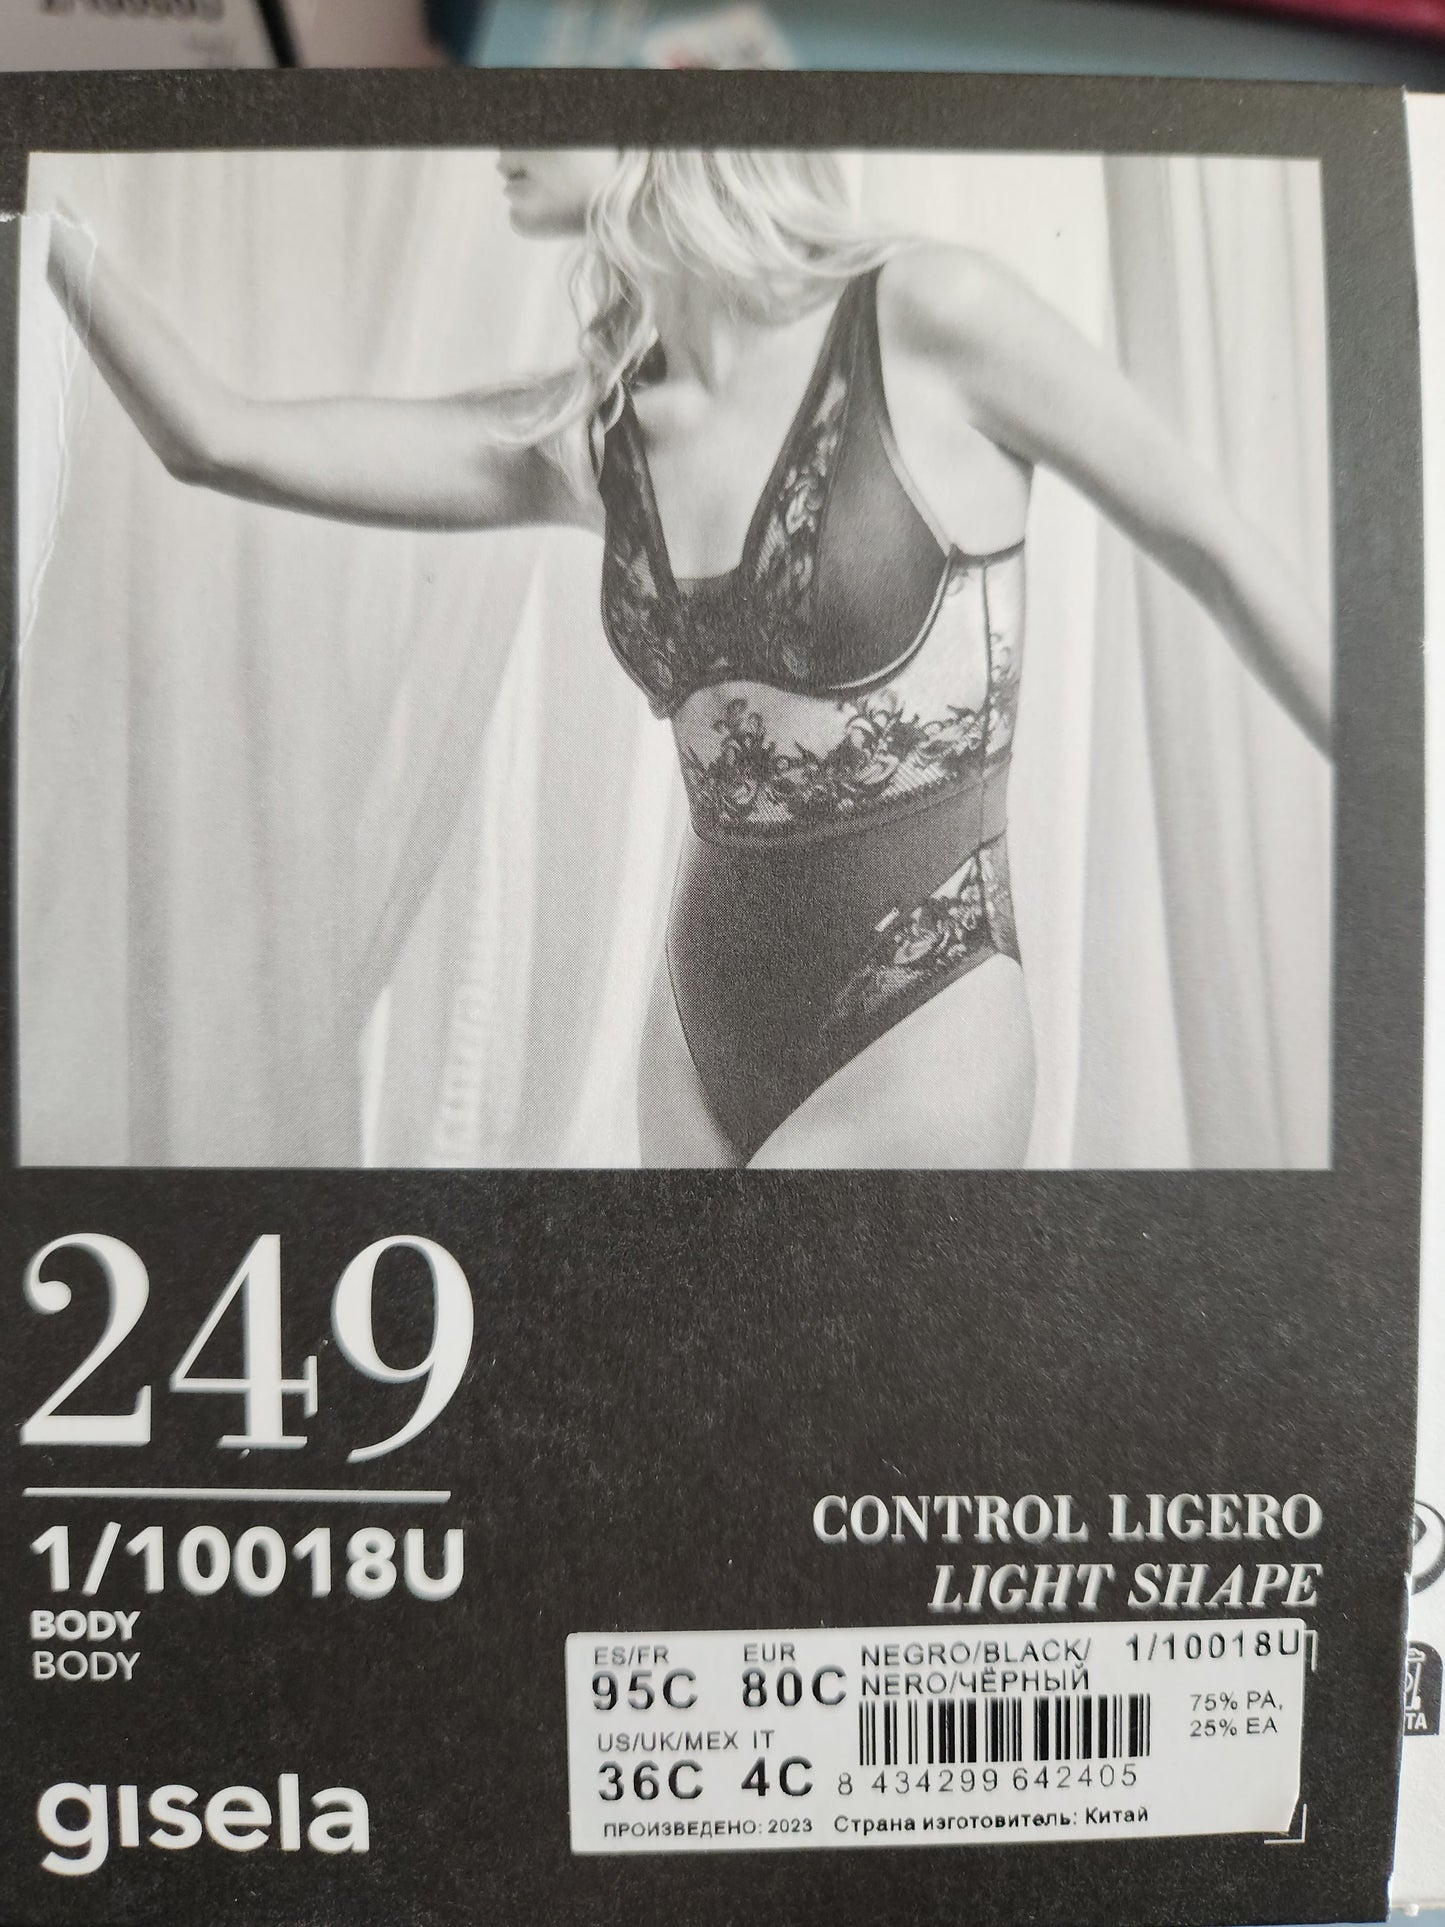 249
1/10018U
BODY
BODY
CONTROL LIGERO
LIGHT SHAPE
ES/FR EUR NEGRO/BLACK/ 1/10018U
95C 80C NERO/ЧЁРНЫЙ
75% PA,
25% EA
US/UK/MEX IT
36C 4C
8 434299 642405
ПРОИЗВЕДЕНО: 2023 Страна изготовитель: Китай
gisela
TA